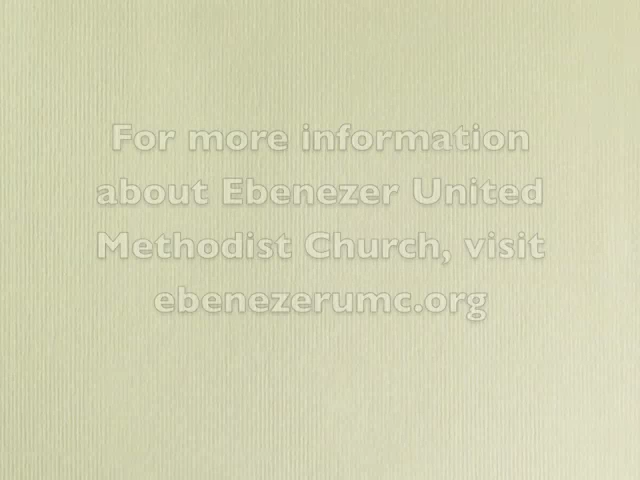 For more information
about Ebenezer United
Methodist Church, visit
ebenezerumc.org